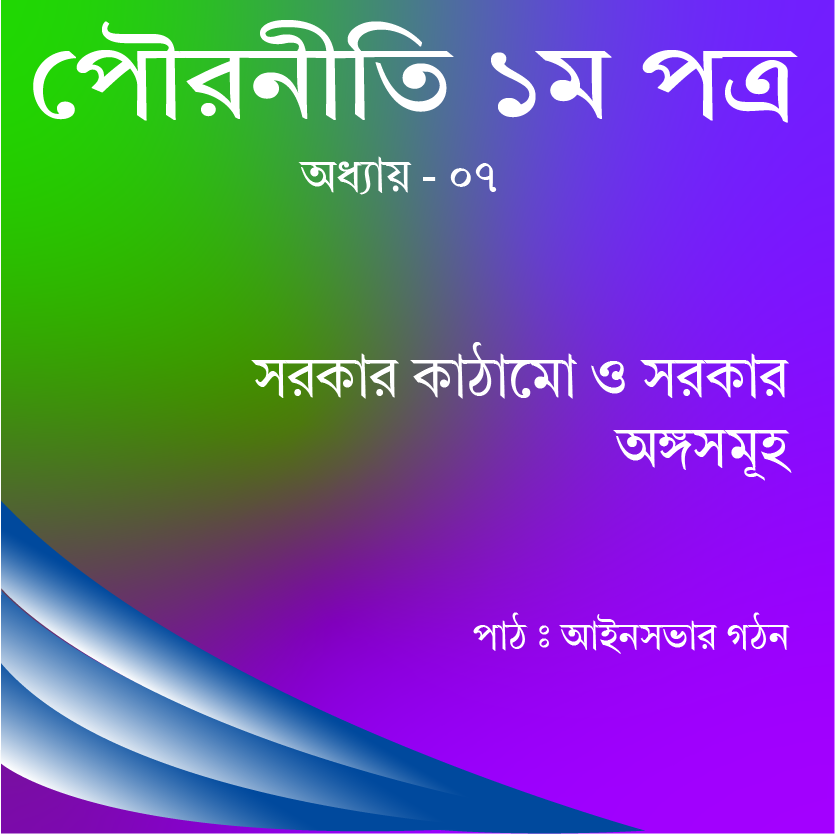 পৌরনীতি ১ম পত্র
অধ্যায় - ০৭
সরকার কাঠামো ও সরকার
অঙ্গসমূহ
পাঠ ঃ আইনসভার গঠন